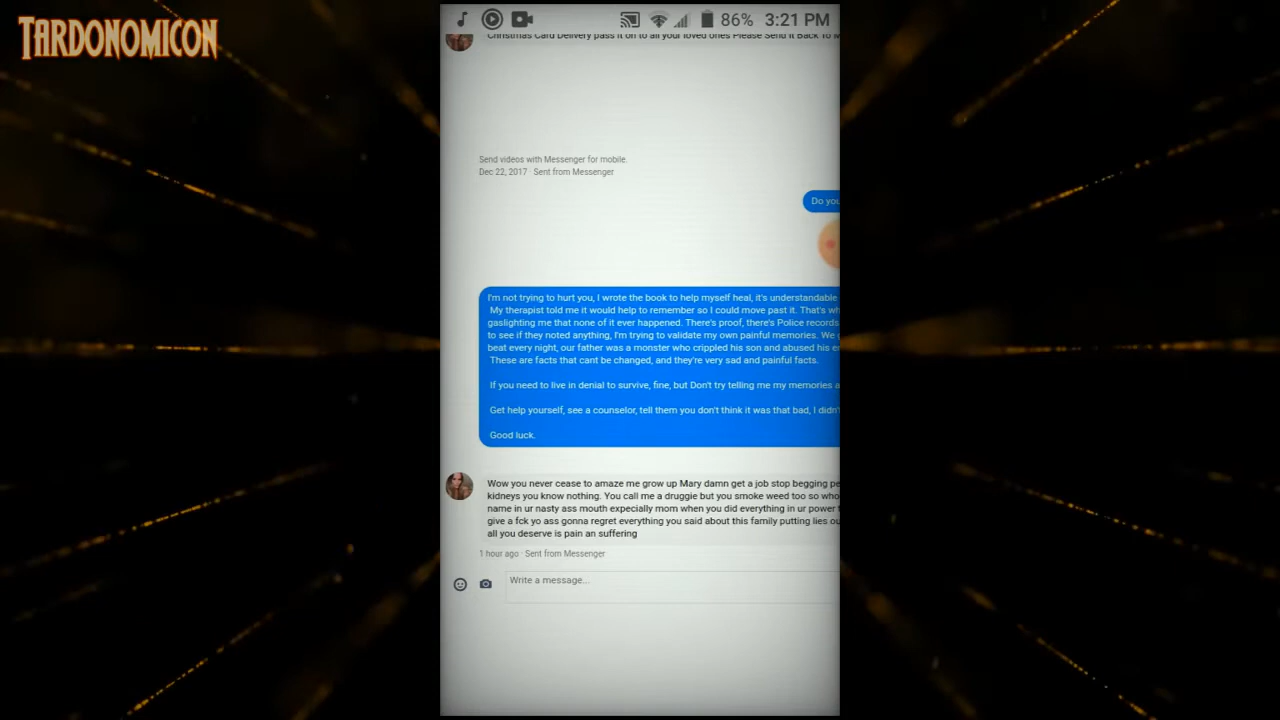 TARDONOMICON
86% 3:21 PM
Christmas Card Delivery pass it on to all your loved ones Please Send It Back To M
Send videos with Messenger for mobile.
Dec 22, 2017 · Sent from Messenger
Do you
I'm not trying to hurt you, I wrote the book to help myself heal, it's understandable
My therapist told me it would help to remember so I could move past it. That's wh
gaslighting me that none of it ever happened. There's proof, there's Police records
to see if they noted anything, I'm trying to validate my own painful memories. We g
beat every night, our father was a monster who crippled his son and abused his e
These are facts that cant be changed, and they're very sad and painful facts.
If you need to live in denial to survive, fine, but Don't try telling me my memories a
Get help yourself, see a counselor, tell them you don't think it was that bad, I didn'
Good luck.
Wow you never cease to amaze me grow up Mary damn get a job stop begging pe
kidneys you know nothing. You call me a druggie but you smoke weed too so who
name in ur nasty ass mouth expecially mom when you did everything in ur power t
give a fck yo ass gonna regret everything you said about this family putting lies ou
all you deserve is pain an suffering
1 hour ago · Sent from Messenger
Write a message...